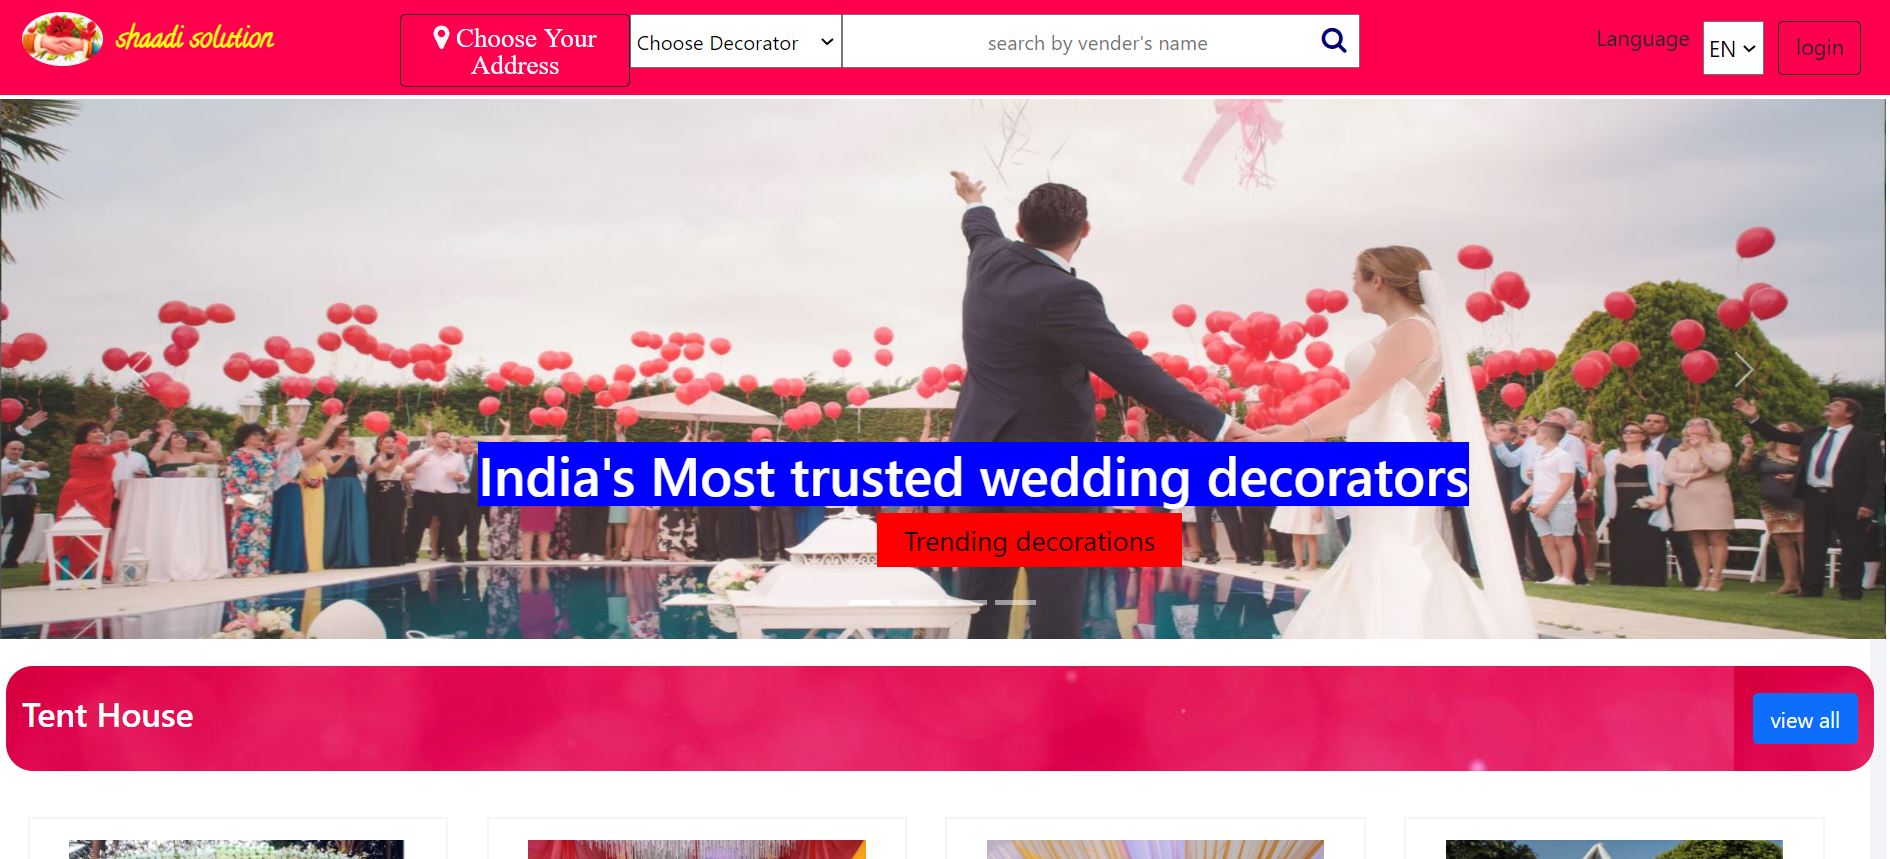 shaadi solution
Choose Your
Address
Choose Decorator
search by vender's name
Language
EN
login
India's Most trusted wedding decorators
Trending decorations
Tent House
view all